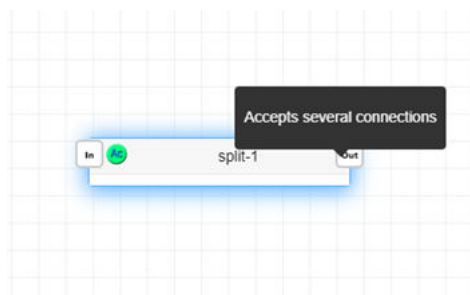 Accepts several connections
In
Ac
split-1
Out